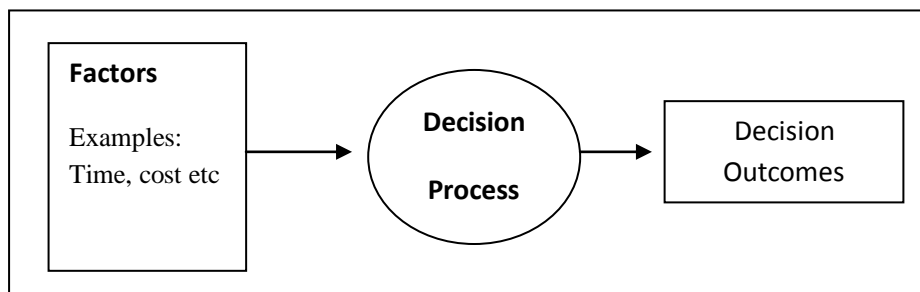 Factors
Examples:
Time, cost etc
Decision
Process
Decision
Outcomes